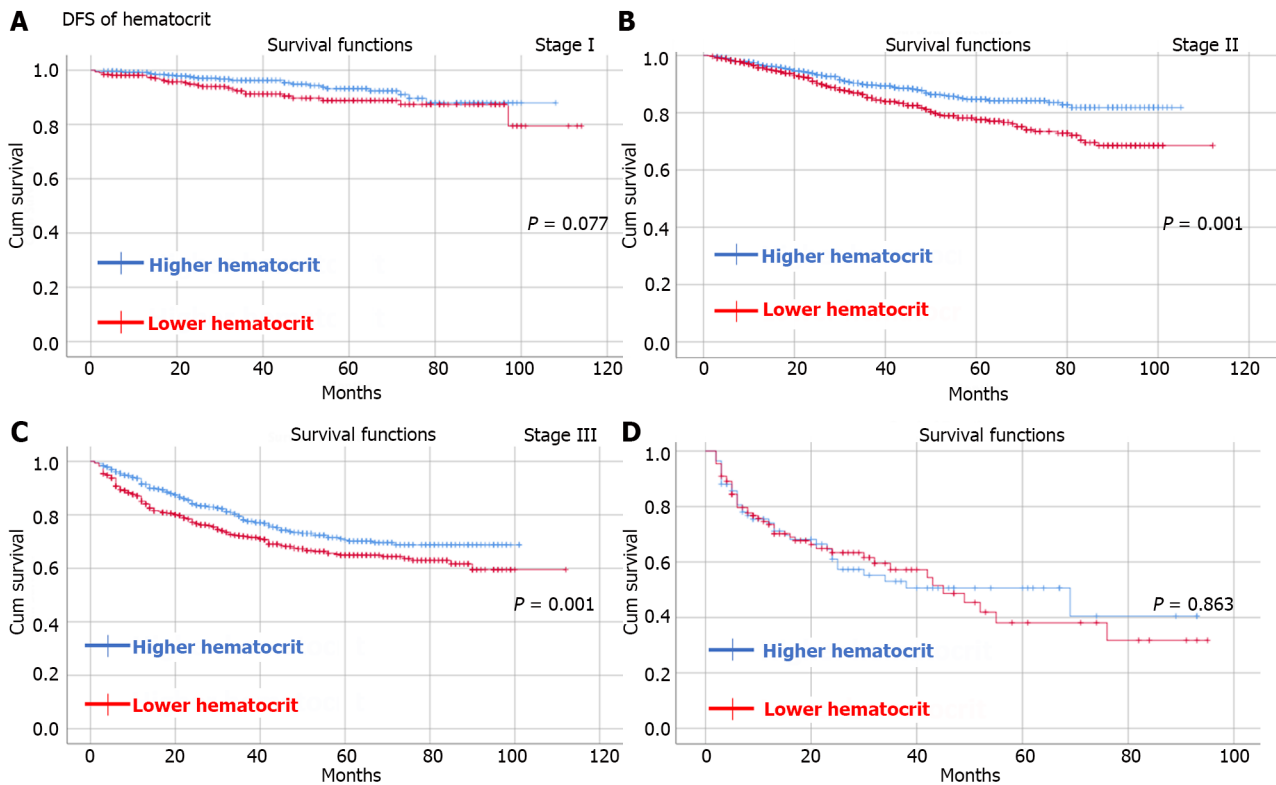 A DFS of hematocrit
Survival functions Stage I
1.0
0.8
0.6
0.4
0.2
0.0
Cum survival
P = 0.077
Higher hematocrit
Lower hematocrit
0 20 40 60 80 100 120
Months
B
Survival functions Stage II
1.0
0.8
0.6
0.4
0.2
0.0
Cum survival
P = 0.001
Higher hematocrit
Lower hematocrit
0 20 40 60 80 100 120
Months
C
Survival functions Stage III
1.0
0.8
0.6
0.4
0.2
0.0
Cum survival
P = 0.001
Higher hematocrit
Lower hematocrit
0 20 40 60 80 100 120
Months
D
Survival functions
1.0
0.8
0.6
0.4
0.2
0.0
Cum survival
P = 0.863
Higher hematocrit
Lower hematocrit
0 20 40 60 80 100
Months